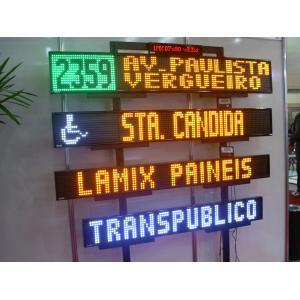 2359 AV. PAULISTA
VERGUEIRO
STA. CANDIDA
LAMIX PAINEIS
TRANSPUBLICO